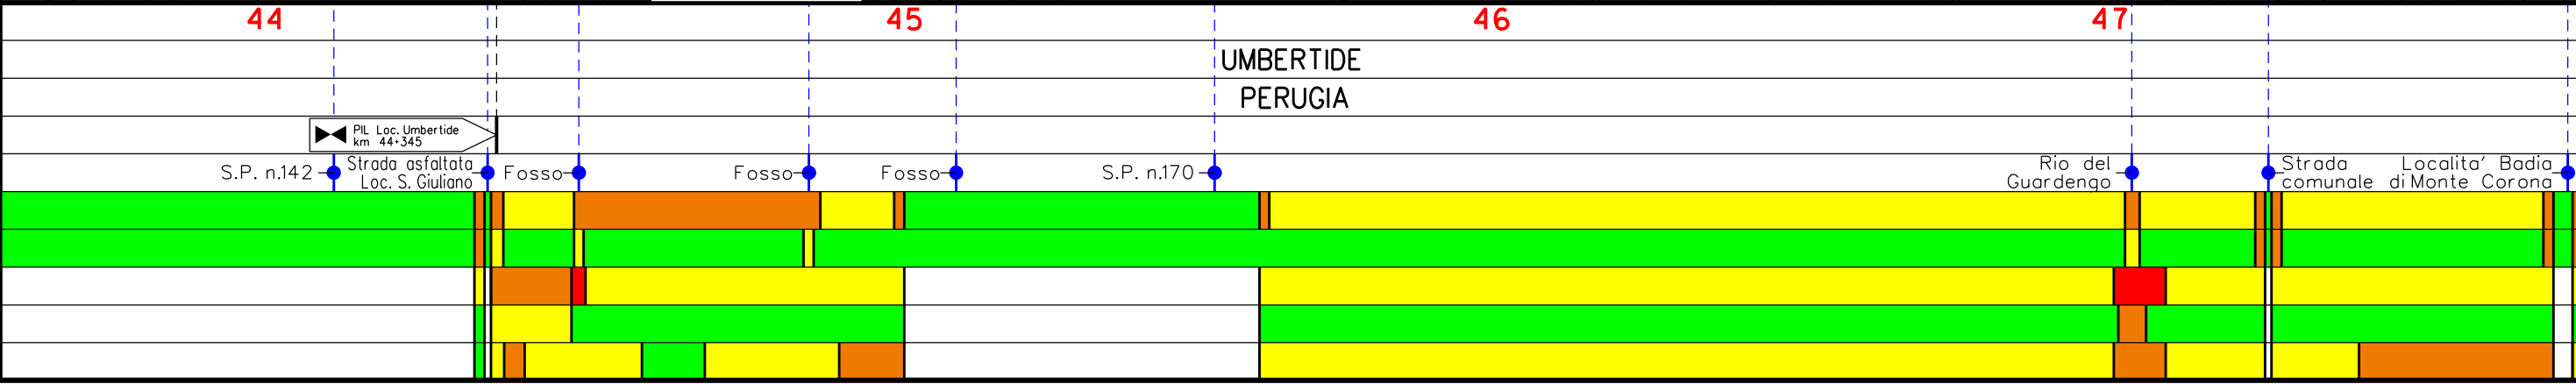 44 45 46 47
UMBERTIDE
PERUGIA
PIL Loc. Umbertide
km 44+345
S.P. n.142
Strada asfaltata
Loc. S. Giuliano
Fosso
Fosso
Fosso
S.P. n.170
Rio del
Guardengo
Strada
comunale
Localita' Badia
di Monte Corona